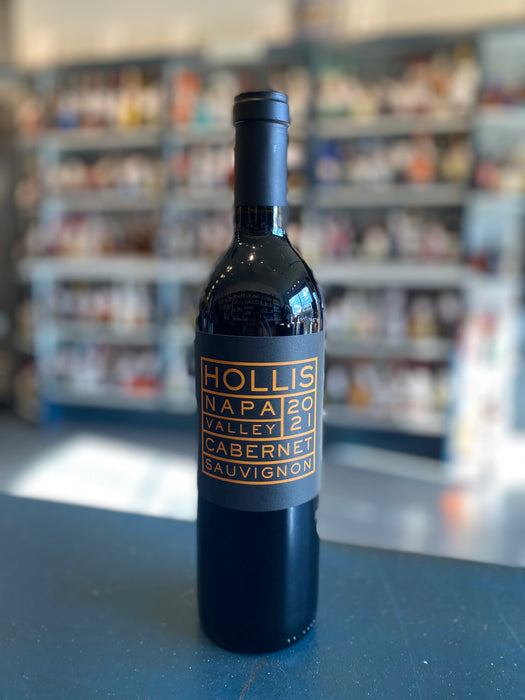 HOLLIS
NAPA 20
VALLEY 21
CABERNET
SAUVIGNON